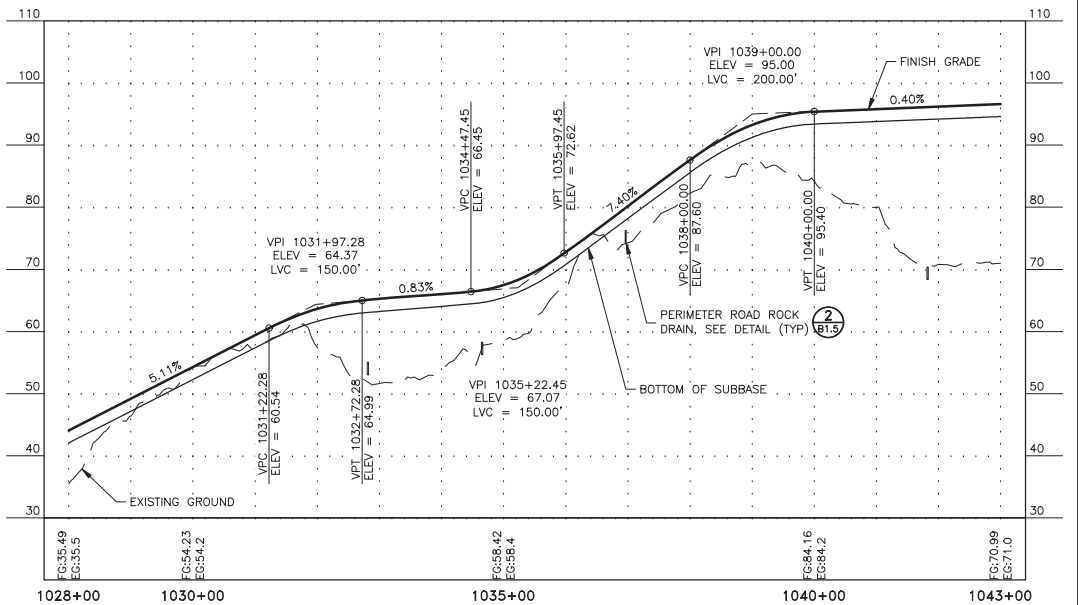 110
100
90
80
70
60
50
40
30
110
100
90
80
70
60
50
40
30
VPI 1039+00.00
ELEV = 95.00
LVC = 200.00'
FINISH GRADE
0.40%
VPC 1034+47.45
ELEV = 66.45
VPT 1035+97.45
ELEV = 72.62
7.40%
VPC 1038+00.00
ELEV = 87.60
VPT 1040+00.00
ELEV = 95.40
VPI 1031+97.28
ELEV = 64.37
LVC = 150.00'
0.83%
PERIMETER ROAD ROCK
DRAIN, SEE DETAIL (TYP)
2
B1.5
5.11%
VPC 1031+22.28
ELEV = 60.54
VPT 1032+72.28
ELEV = 64.99
VPI 1035+22.45
ELEV = 67.07
LVC = 150.00'
BOTTOM OF SUBBASE
EXISTING GROUND
FG:35.49
EG:35.5
FG:54.23
EG:54.2
FG:58.42
EG:58.4
FG:84.16
EG:84.2
FG:70.99
EG:71.0
1028+00
1030+00
1035+00
1040+00
1043+00